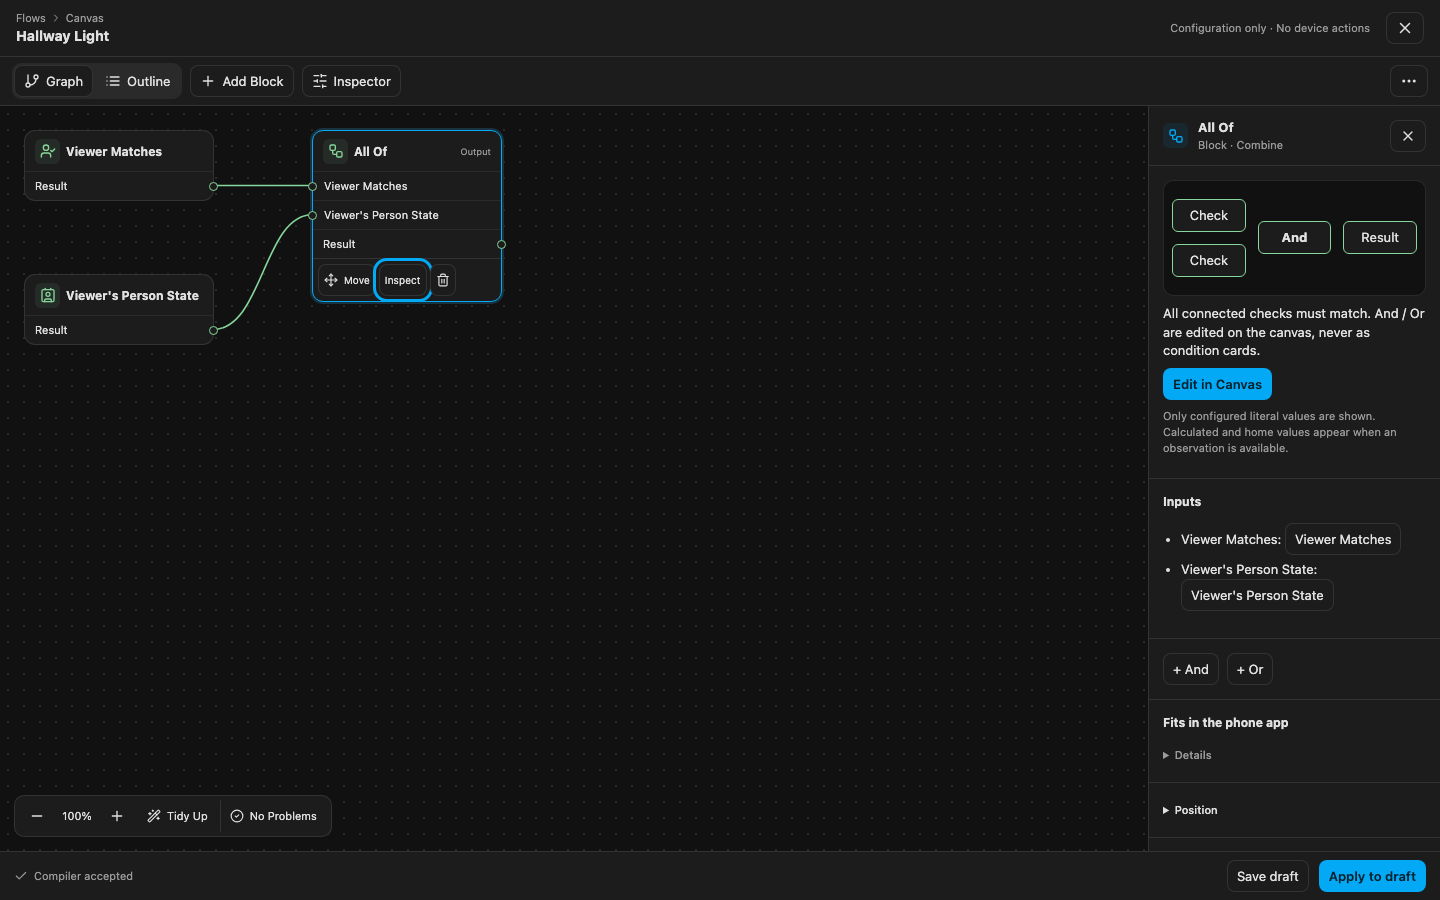 Flows > Canvas
Hallway Light
Configuration only · No device actions
Graph
Outline
+ Add Block
Inspector
Viewer Matches
Result
All Of
Output
Viewer Matches
Viewer's Person State
Result
Move
Inspect
Viewer's Person State
Result
All Of
Block · Combine
Check
Check
And
Result
All connected checks must match. And / Or
are edited on the canvas, never as
condition cards.
Edit in Canvas
Only configured literal values are shown.
Calculated and home values appear when an
observation is available.
Inputs
• Viewer Matches: Viewer Matches
• Viewer's Person State:
Viewer's Person State
+ And
+ Or
Fits in the phone app
Details
Position
100%
Tidy Up
No Problems
Compiler accepted
Save draft
Apply to draft